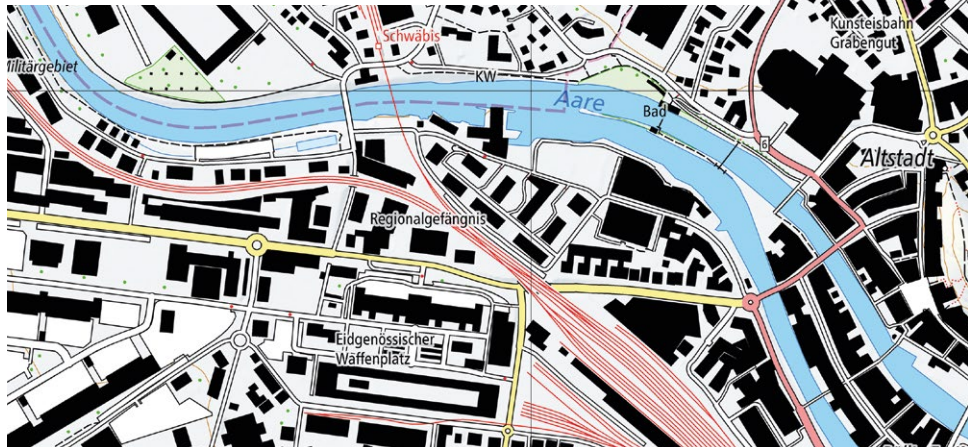 Kunsteisbahn
Grabengut
Schwäbis
Militärgebiet
KW
Aare
Bad
6
Altstadt
Regionalgefängnis
Eidgenössischer
Waffenplatz